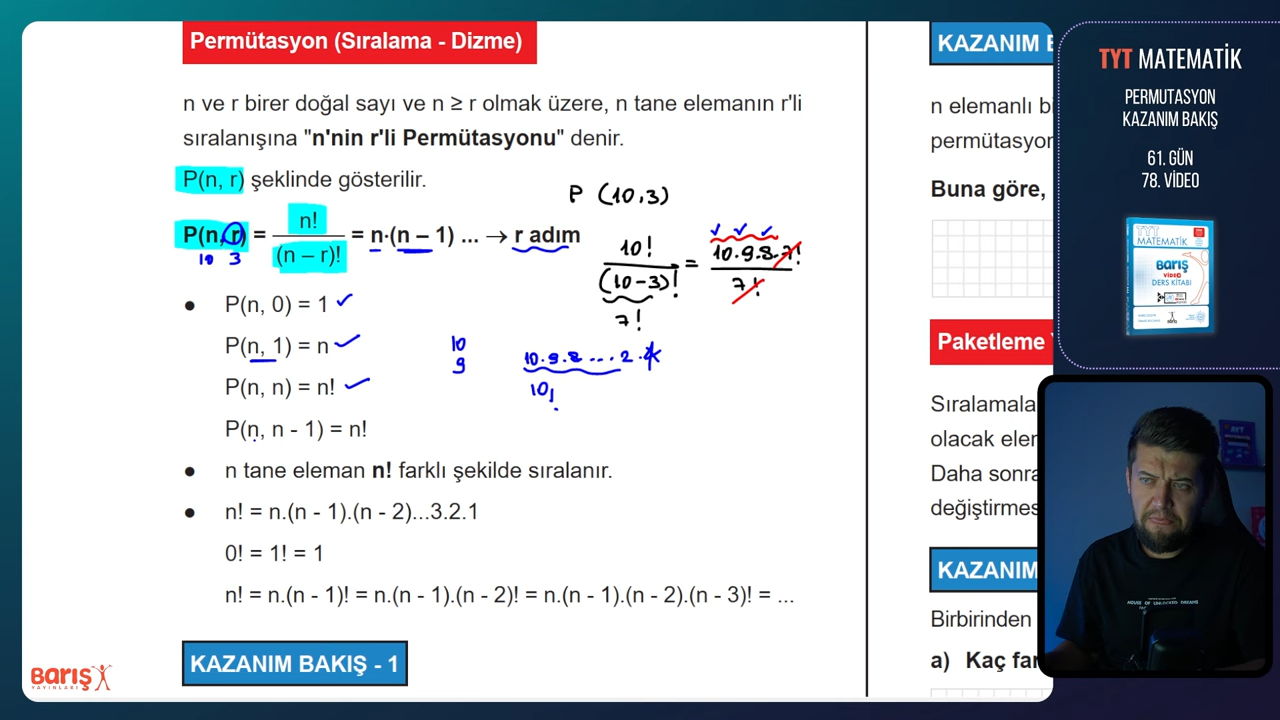 Permütasyon (Sıralama - Dizme)
n ve r birer doğal sayı ve n ≥ r olmak üzere, n tane elemanın r'li
sıralanışına "n'nin r'li Permütasyonu" denir.
P(n, r) şeklinde gösterilir.
P(n, r) = n! / (n – r)! = n·(n – 1) ... → r adım
10 3
P (10,3)
10! / (10-3)! = 10.9.8.7! / 7!
7!
P(n, 0) = 1
P(n, 1) = n
P(n, n) = n!
P(n, n - 1) = n!
10
9
10.9.8...2.1
10!
n tane eleman n! farklı şekilde sıralanır.
n! = n.(n - 1).(n - 2)...3.2.1
0! = 1! = 1
n! = n.(n - 1)! = n.(n - 1).(n - 2)! = n.(n - 1).(n - 2).(n - 3)! = ...
KAZANIM BAKIŞ - 1
BARIŞ
YAYINLARI
KAZANIM B
n elemanlı b
permütasyon
Buna göre,
Paketleme
Sıralamala
olacak eler
Daha sonra
değiştirmes
KAZANIM
Birbirinden
a) Kaç far
TYT MATEMATİK
PERMUTASYON
KAZANIM BAKIŞ
61. GÜN
78. VİDEO
TYT
MATEMATİK
BARIŞ
VİDEO
DERS KİTABI